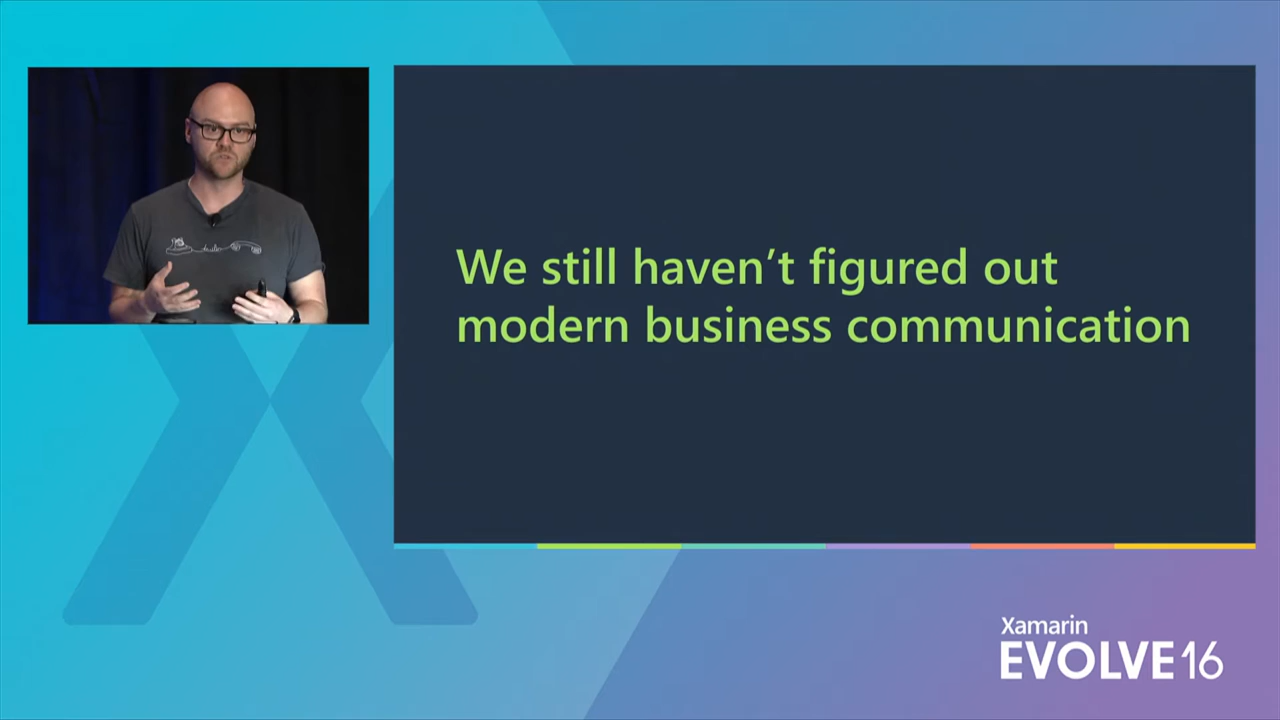 We still haven’t figured out
modern business communication
Xamarin
EVOLVE16